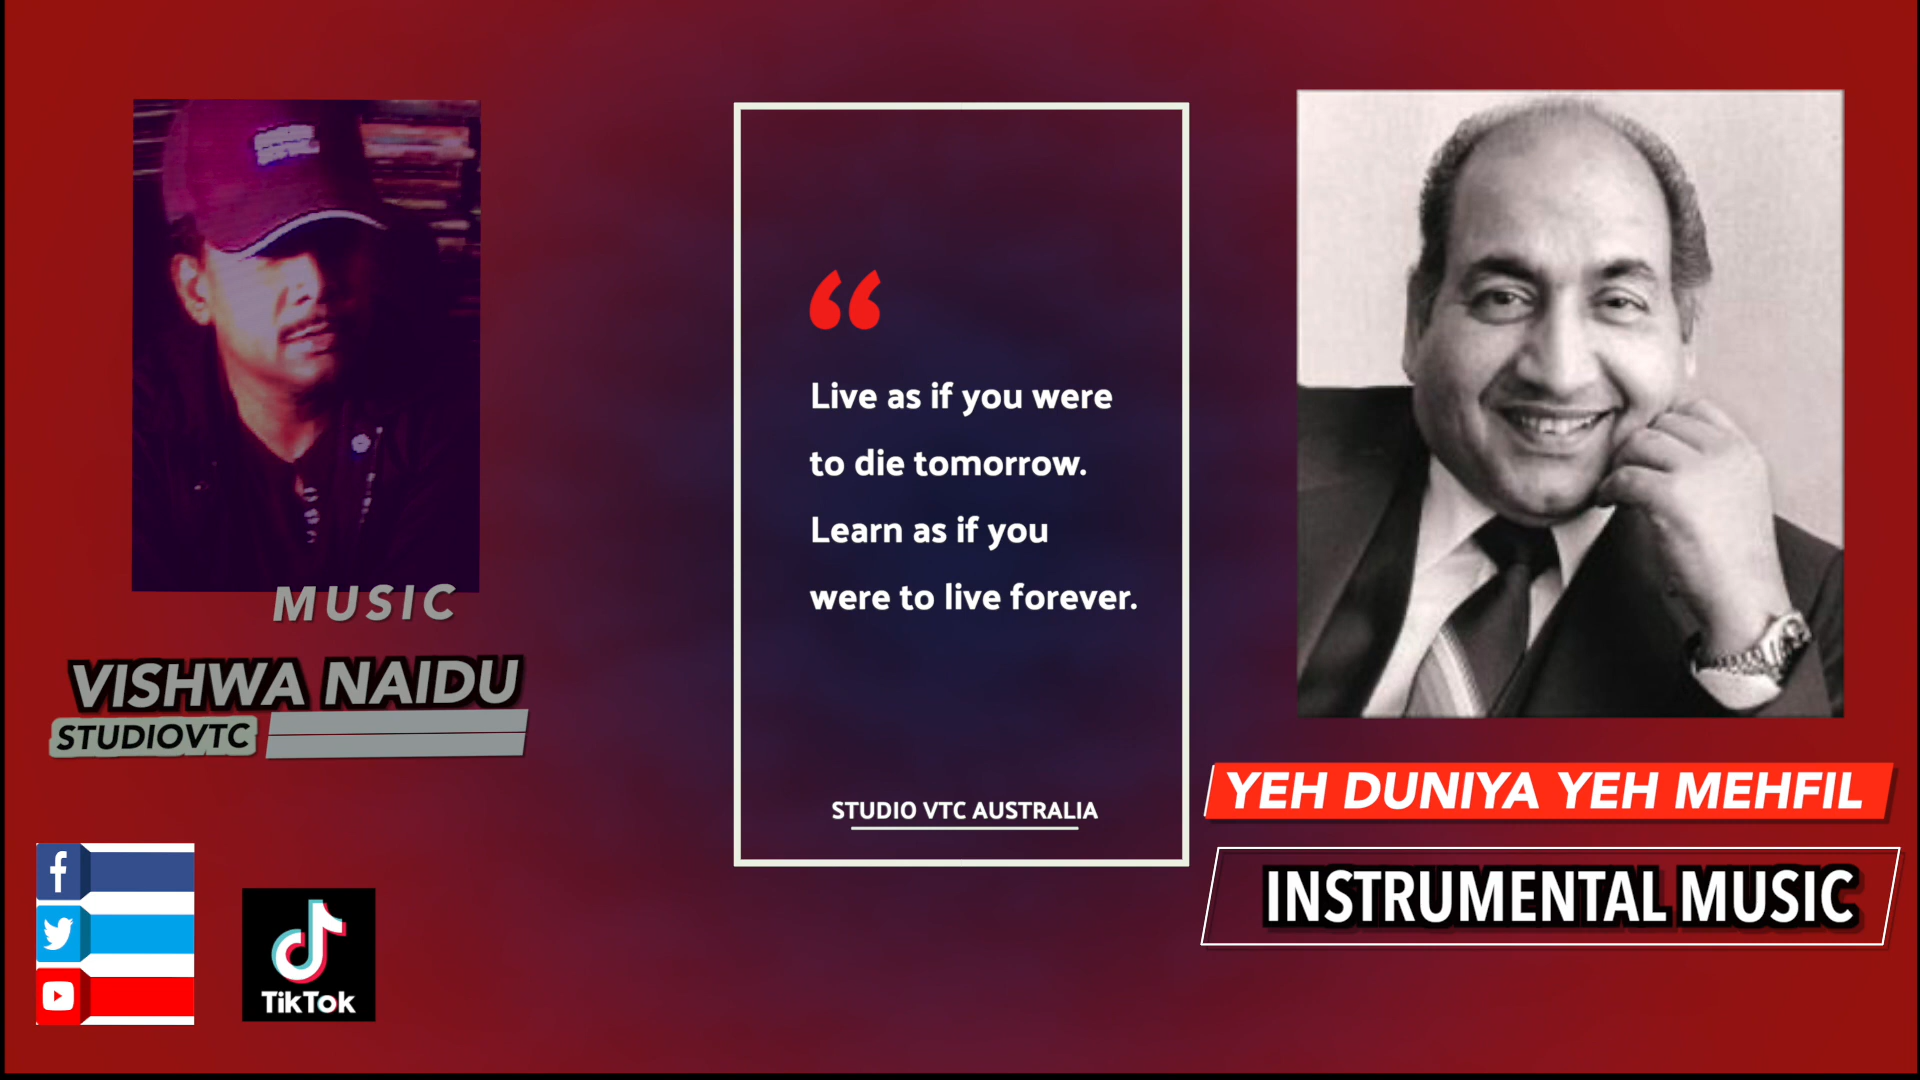 MUSIC
VISHWA NAIDU
STUDIOVTC
“
Live as if you were
to die tomorrow.
Learn as if you
were to live forever.
STUDIO VTC AUSTRALIA
YEH DUNIYA YEH MEHFIL
INSTRUMENTAL MUSIC
f
TikTok